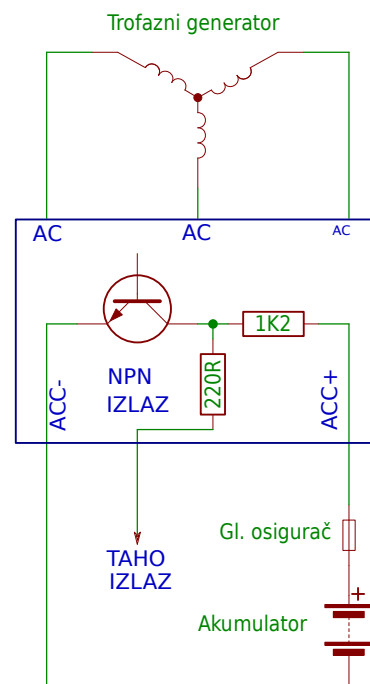 Trofazni generator
AC
AC
AC
1K2
NPN
IZLAZ
220R
ACC-
ACC+
TAHO
IZLAZ
Gl. osigurač
+
Akumulator